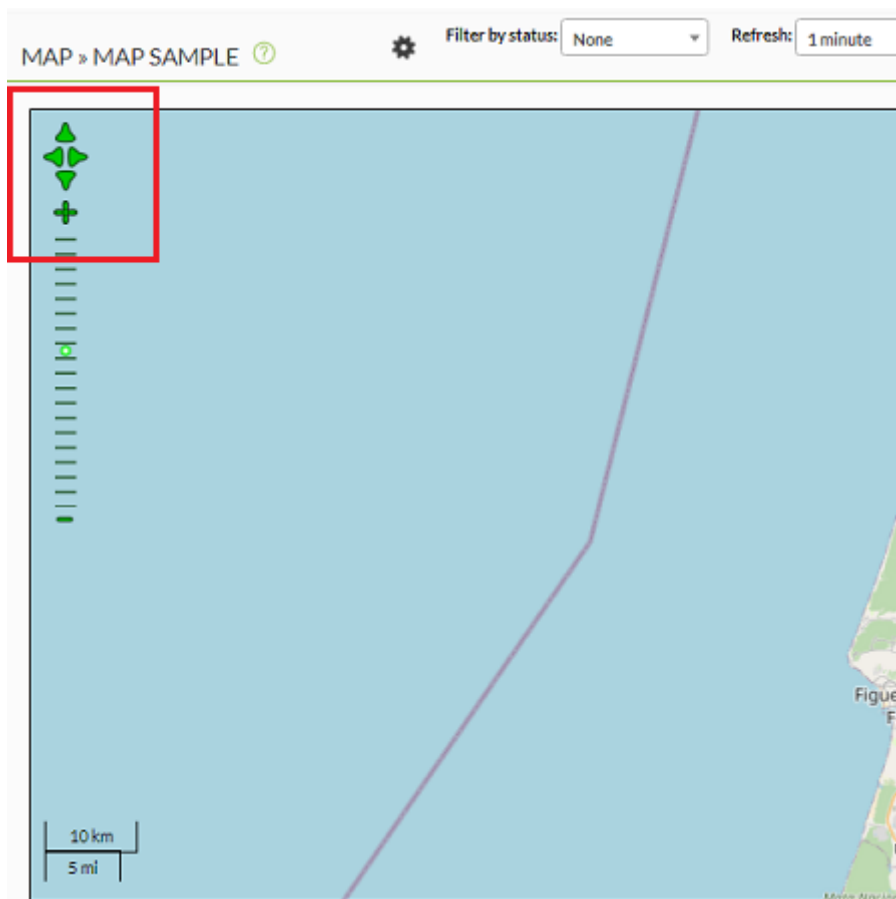 MAP » MAP SAMPLE ?
Filter by status: None
Refresh: 1 minute
Figue
F
10 km
5 mi